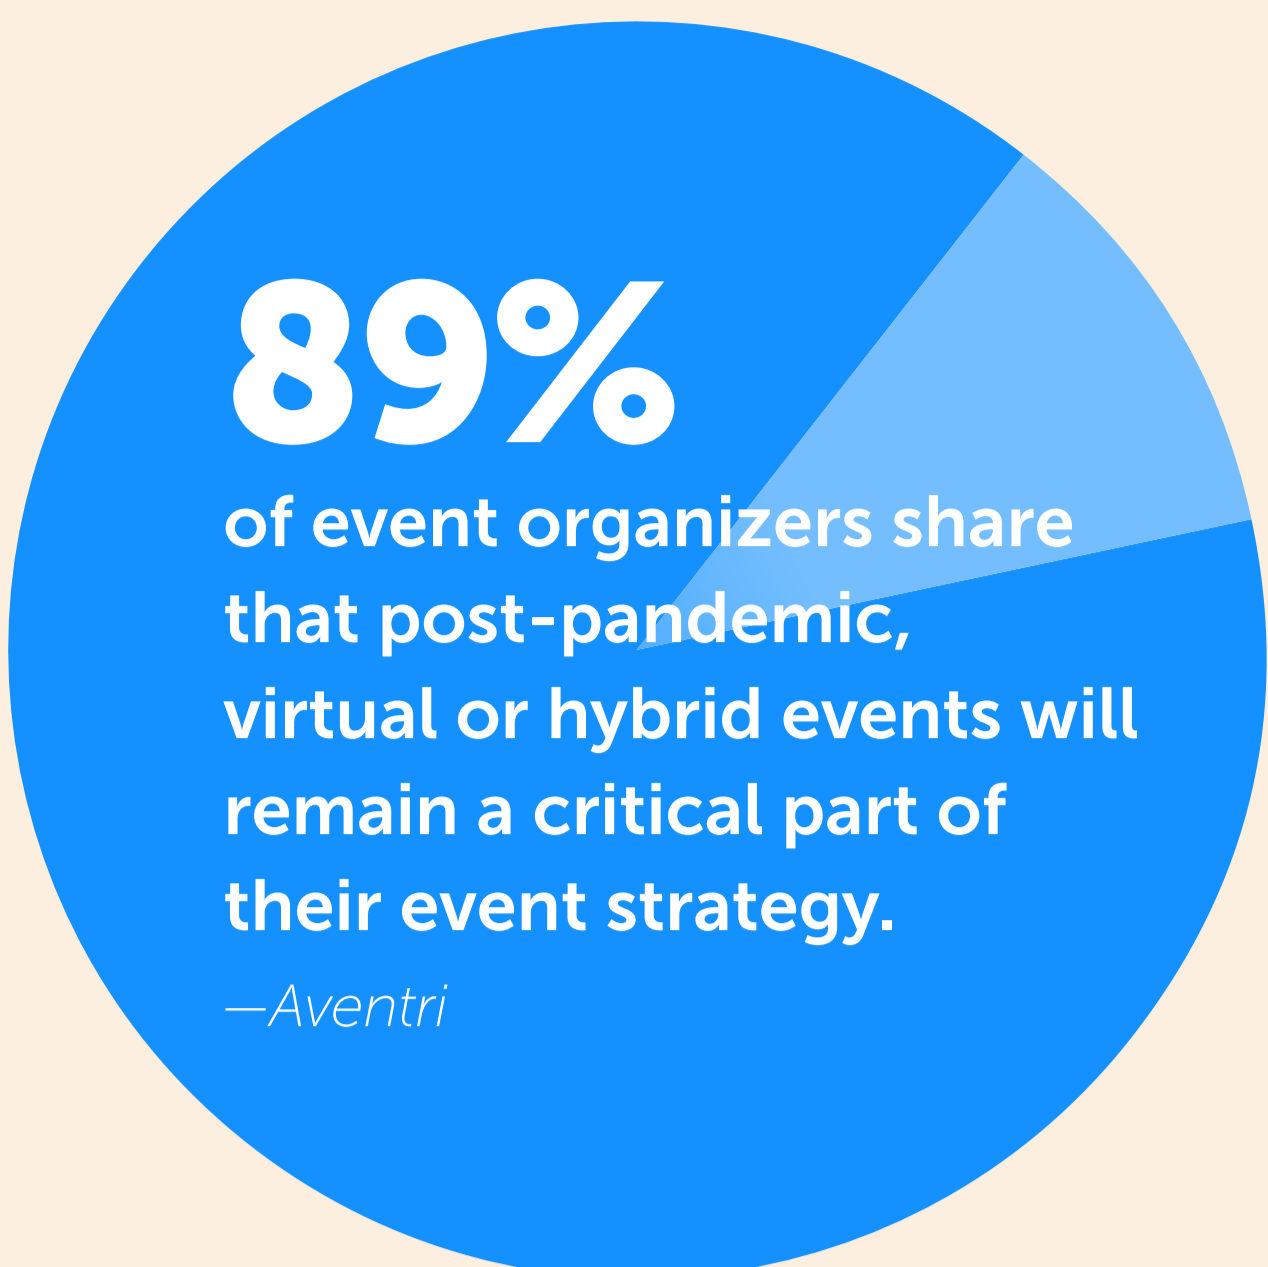 89%
of event organizers share
that post-pandemic,
virtual or hybrid events will
remain a critical part of
their event strategy.
—Aventri